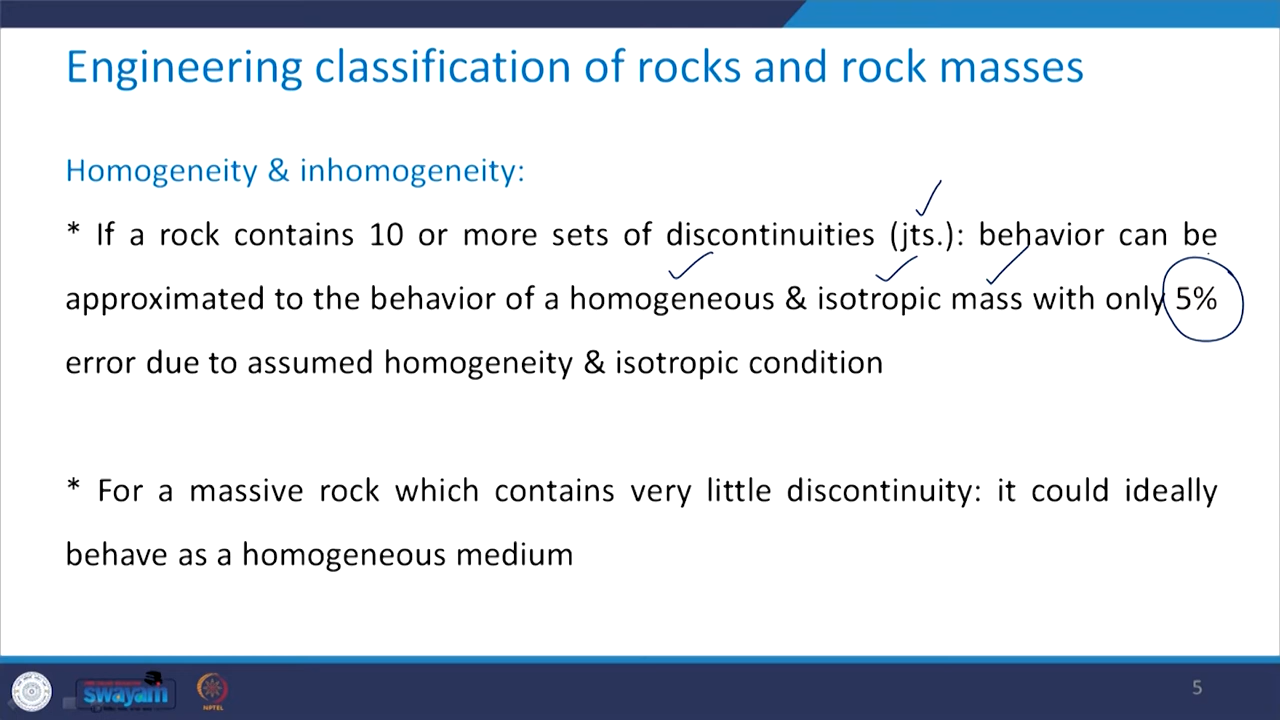 Engineering classification of rocks and rock masses
Homogeneity & inhomogeneity:
* If a rock contains 10 or more sets of discontinuities (jts.): behavior can be
approximated to the behavior of a homogeneous & isotropic mass with only 5%
error due to assumed homogeneity & isotropic condition
* For a massive rock which contains very little discontinuity: it could ideally
behave as a homogeneous medium
swayam
NPTEL
5